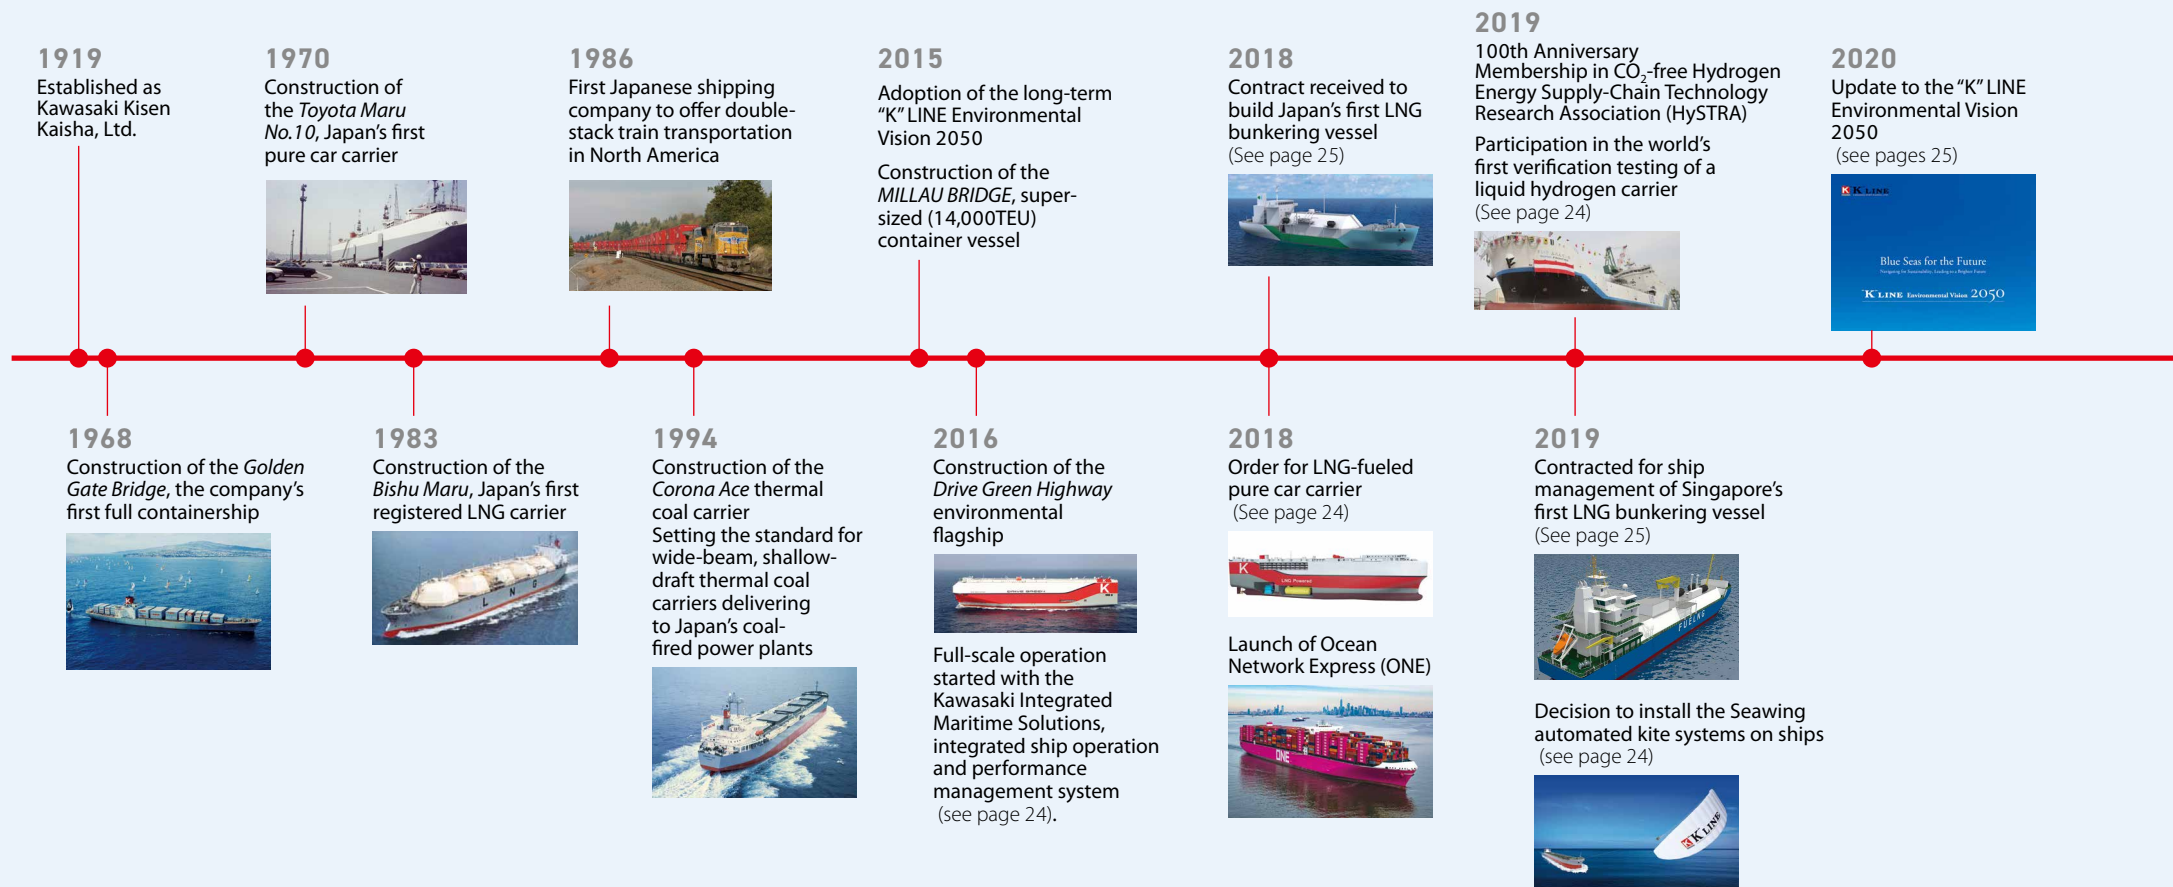 1919
Established as
Kawasaki Kisen
Kaisha, Ltd.
1970
Construction of
the Toyota Maru
No.10, Japan’s first
pure car carrier
1986
First Japanese shipping
company to offer double-
stack train transportation
in North America
2015
Adoption of the long-term
“K” LINE Environmental
Vision 2050
Construction of the
MILLAU BRIDGE, super-
sized (14,000TEU)
container vessel
2018
Contract received to
build Japan’s first LNG
bunkering vessel
(See page 25)
2019
100th Anniversary
Membership in CO₂-free Hydrogen
Energy Supply-Chain Technology
Research Association (HySTRA)
Participation in the world’s
first verification testing of a
liquid hydrogen carrier
(See page 24)
2020
Update to the “K” LINE
Environmental Vision
2050
(see pages 25)
K K LINE
Blue Seas for the Future
Navigating for Sustainability, Leading to a Brighter Future
“K” LINE Environmental Vision 2050
1968
Construction of the Golden
Gate Bridge, the company’s
first full containership
1983
Construction of the
Bishu Maru, Japan’s first
registered LNG carrier
L N G
1994
Construction of the
Corona Ace thermal
coal carrier
Setting the standard for
wide-beam, shallow-
draft thermal coal
carriers delivering
to Japan’s coal-
fired power plants
2016
Construction of the
Drive Green Highway
environmental
flagship
K
Full-scale operation
started with the
Kawasaki Integrated
Maritime Solutions,
integrated ship operation
and performance
management system
(see page 24).
2018
Order for LNG-fueled
pure car carrier
(See page 24)
K
LNG Powered
Launch of Ocean
Network Express (ONE)
ONE
2019
Contracted for ship
management of Singapore’s
first LNG bunkering vessel
(See page 25)
FUELNG
Decision to install the Seawing
automated kite systems on ships
(see page 24)
K K LINE